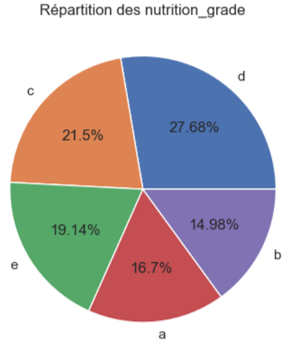 Répartition des nutrition_grade
d
27.68%
c
21.5%
e
19.14%
a
16.7%
b
14.98%